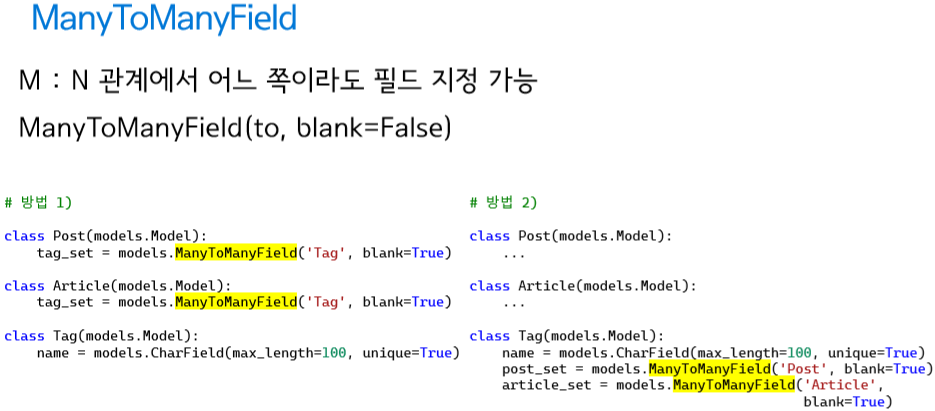 ManyToManyField
M : N 관계에서 어느 쪽이라도 필드 지정 가능
ManyToManyField(to, blank=False)
# 방법 1)
class Post(models.Model):
    tag_set = models.ManyToManyField('Tag', blank=True)
class Article(models.Model):
    tag_set = models.ManyToManyField('Tag', blank=True)
class Tag(models.Model):
    name = models.CharField(max_length=100, unique=True)
# 방법 2)
class Post(models.Model):
    ...
class Article(models.Model):
    ...
class Tag(models.Model):
    name = models.CharField(max_length=100, unique=True)
    post_set = models.ManyToManyField('Post', blank=True)
    article_set = models.ManyToManyField('Article',
                                         blank=True)